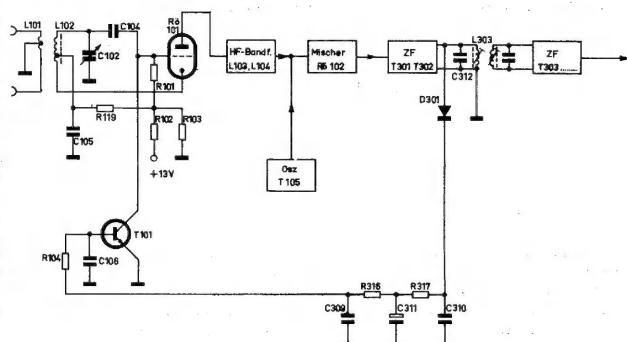 L101
L102
C104
Rö
101
C102
R101
HF-Bandf.
L103, L104
Mischer
Rö 102
ZF
T301 T302
C312
L303
ZF
T303
R119
R102
R103
C105
+13V
D301
Osz
T 105
T101
R104
C106
R316
R317
C309
C311
C310